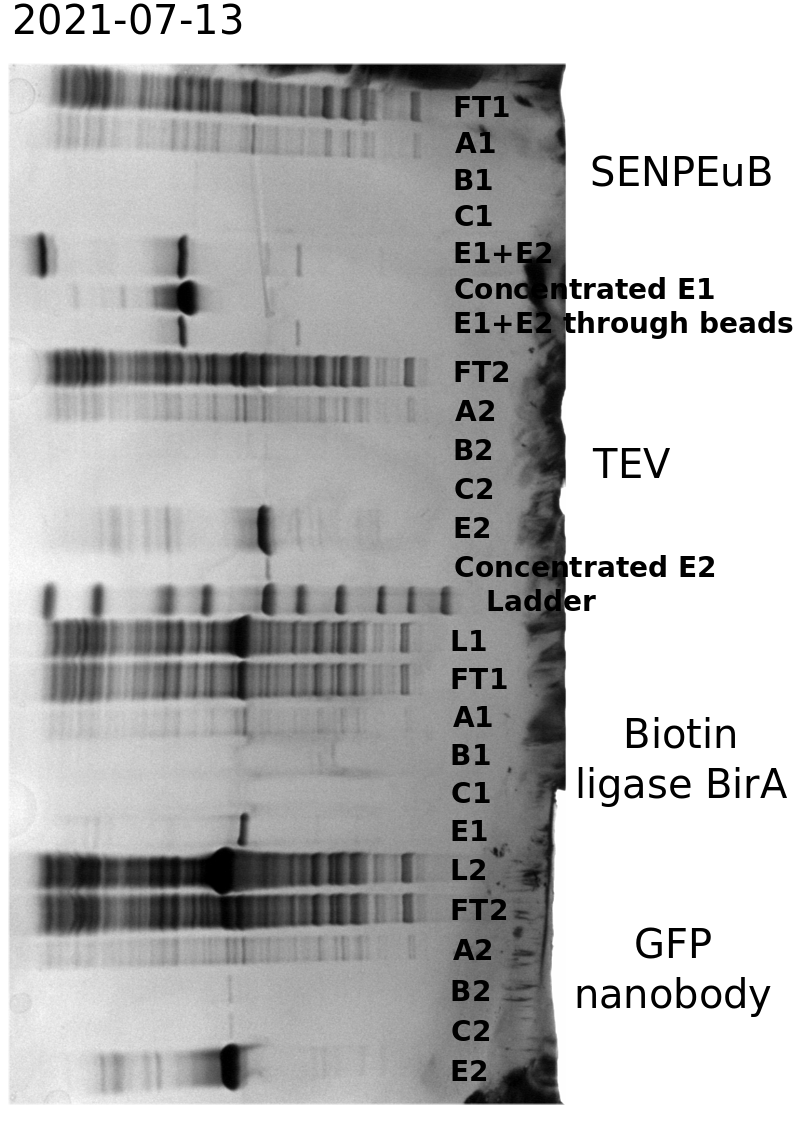 2021-07-13
FT1
A1
SENPEuB
B1
C1
E1+E2
Concentrated E1
E1+E2 through beads
FT2
A2
B2
TEV
C2
E2
Concentrated E2
Ladder
L1
FT1
A1
Biotin
ligase BirA
B1
C1
E1
L2
FT2
A2
GFP
nanobody
B2
C2
E2